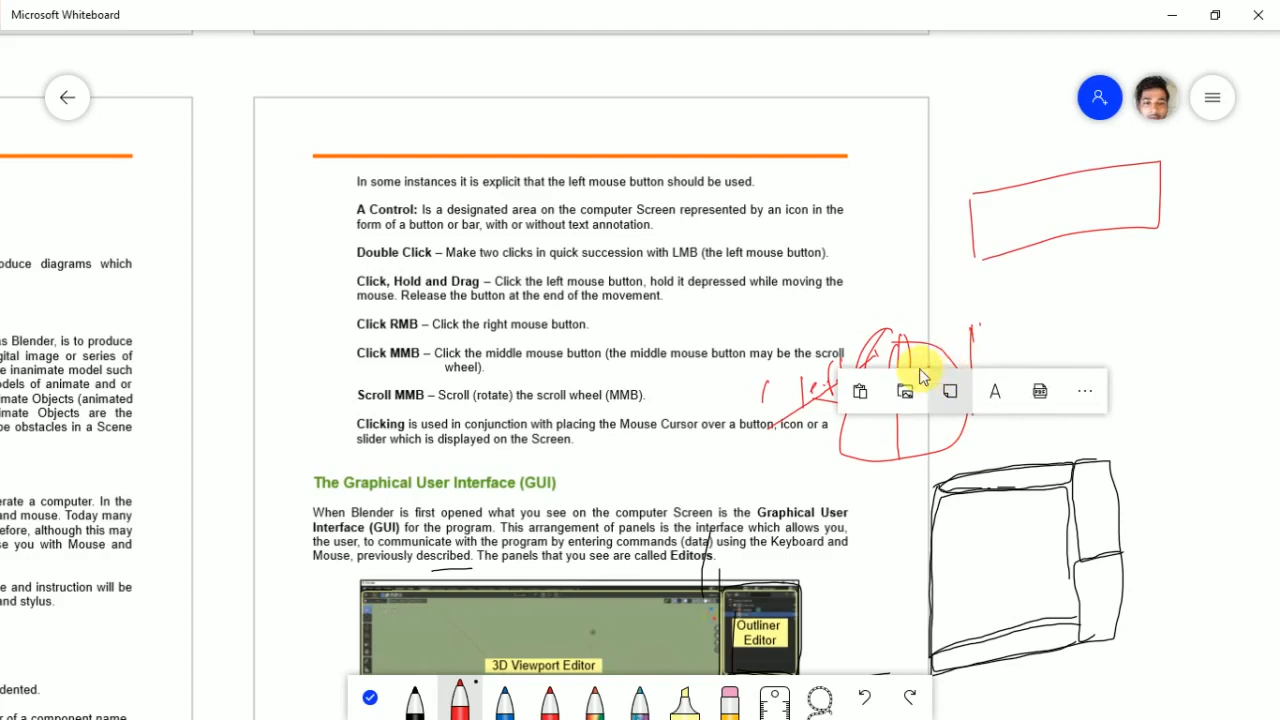 Microsoft Whiteboard
oduce diagrams which
as Blender, is to produce
gital image or series of
e inanimate model such
odels of animate and or
imate Objects (animated
imate Objects are the
be obstacles in a Scene
erate a computer. In the
and mouse. Today many
efore, although this may
se you with Mouse and
e and instruction will be
and stylus.
dented.
r of a component name
In some instances it is explicit that the left mouse button should be used.
A Control: Is a designated area on the computer Screen represented by an icon in the
form of a button or bar, with or without text annotation.
Double Click – Make two clicks in quick succession with LMB (the left mouse button).
Click, Hold and Drag – Click the left mouse button, hold it depressed while moving the
mouse. Release the button at the end of the movement.
Click RMB – Click the right mouse button.
Click MMB – Click the middle mouse button (the middle mouse button may be the scroll
wheel).
Scroll MMB – Scroll (rotate) the scroll wheel (MMB).
Clicking is used in conjunction with placing the Mouse Cursor over a button, icon or a
slider which is displayed on the Screen.
The Graphical User Interface (GUI)
When Blender is first opened what you see on the computer Screen is the Graphical User
Interface (GUI) for the program. This arrangement of panels is the interface which allows you,
the user, to communicate with the program by entering commands (data) using the Keyboard and
Mouse, previously described. The panels that you see are called Editors.
Outliner
Editor
3D Viewport Editor
left
A